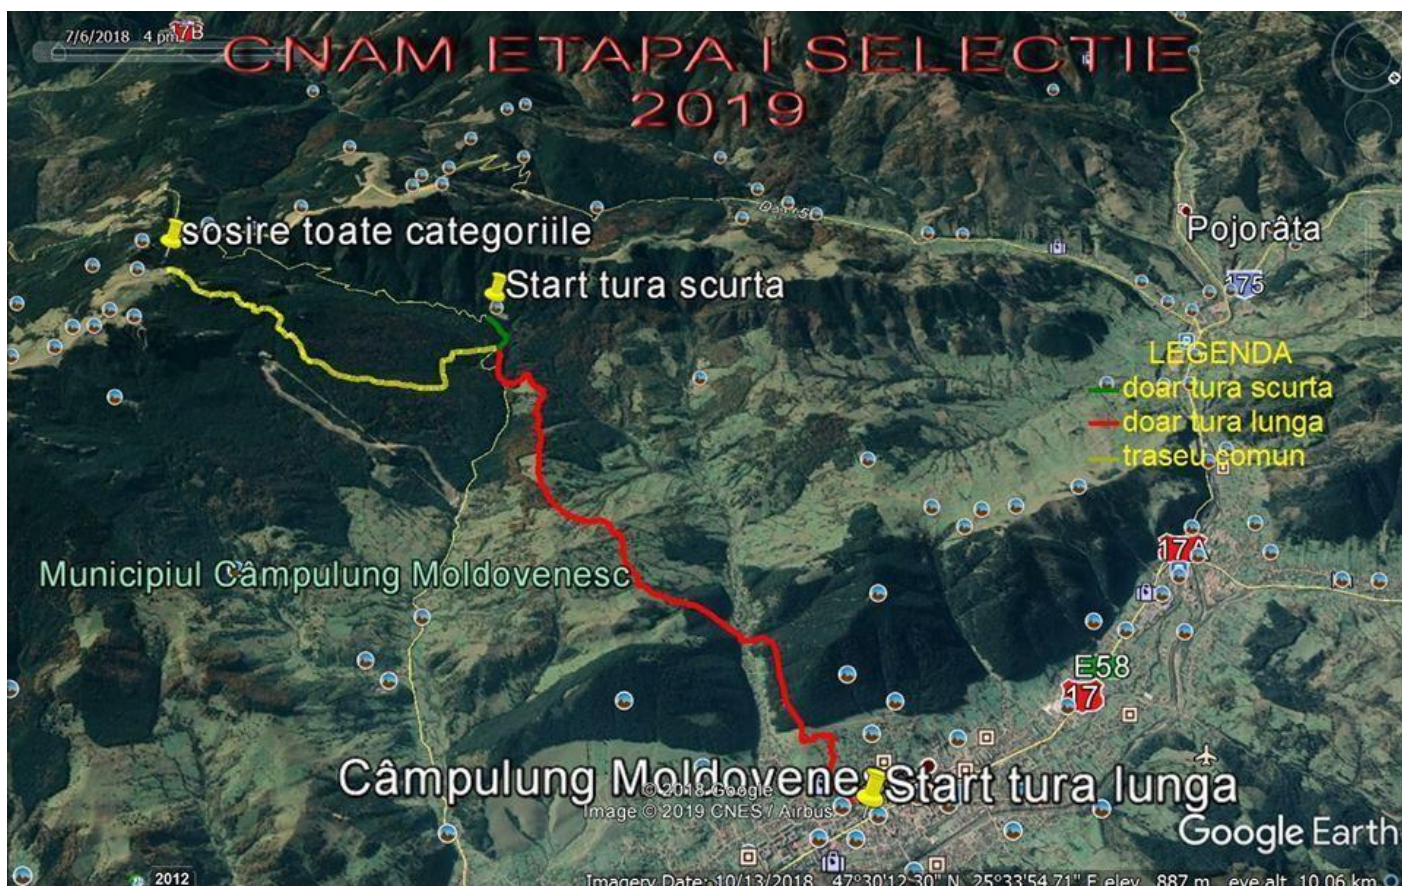 7/6/2018 4 pm
17B
CNAM ETAPA I SELECTIE
2019
sosire toate categoriile
Start tura scurta
Pojorâta
175
LEGENDA
doar tura scurta
doar tura lunga
traseu comun
17A
Municipiul Câmpulung Moldovenesc
E58
17
Câmpulung Moldovene
Start tura lunga
© 2018 Google
Image © 2019 CNES / Airbus
Google Earth
2012
Imagery Date: 10/13/2018 47°30'12.30" N 25°33'54.71" E elev 887 m eye alt 10.06 km